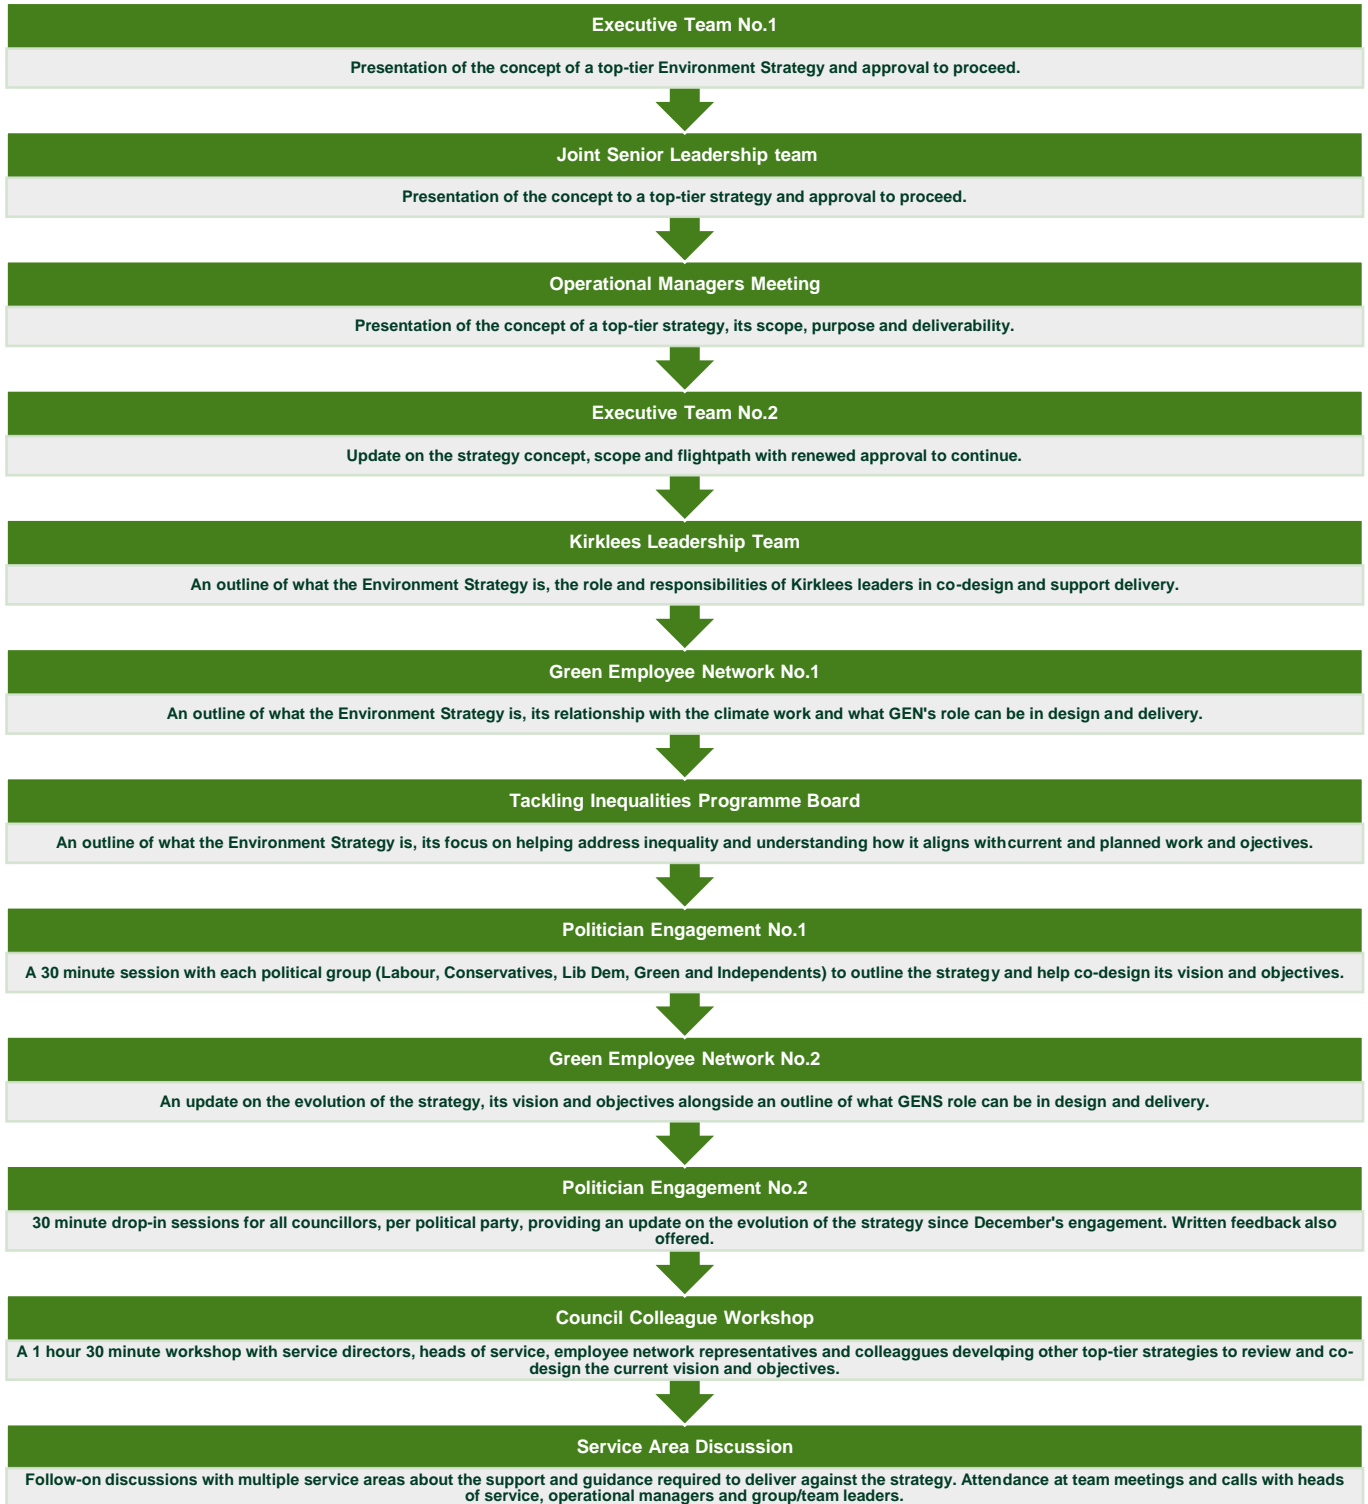 Executive Team No.1
Presentation of the concept of a top-tier Environment Strategy and approval to proceed.
Joint Senior Leadership team
Presentation of the concept to a top-tier strategy and approval to proceed.
Operational Managers Meeting
Presentation of the concept of a top-tier strategy, its scope, purpose and deliverability.
Executive Team No.2
Update on the strategy concept, scope and flightpath with renewed approval to continue.
Kirklees Leadership Team
An outline of what the Environment Strategy is, the role and responsibilities of Kirklees leaders in co-design and support delivery.
Green Employee Network No.1
An outline of what the Environment Strategy is, its relationship with the climate work and what GEN's role can be in design and delivery.
Tackling Inequalities Programme Board
An outline of what the Environment Strategy is, its focus on helping address inequality and understanding how it aligns with current and planned work and ojectives.
Politician Engagement No.1
A 30 minute session with each political group (Labour, Conservatives, Lib Dem, Green and Independents) to outline the strategy and help co-design its vision and objectives.
Green Employee Network No.2
An update on the evolution of the strategy, its vision and objectives alongside an outline of what GENS role can be in design and delivery.
Politician Engagement No.2
30 minute drop-in sessions for all councillors, per political party, providing an update on the evolution of the strategy since December's engagement. Written feedback also
offered.
Council Colleague Workshop
A 1 hour 30 minute workshop with service directors, heads of service, employee network representatives and colleaggues developing other top-tier strategies to review and co-
design the current vision and objectives.
Service Area Discussion
Follow-on discussions with multiple service areas about the support and guidance required to deliver against the strategy. Attendance at team meetings and calls with heads
of service, operational managers and group/team leaders.